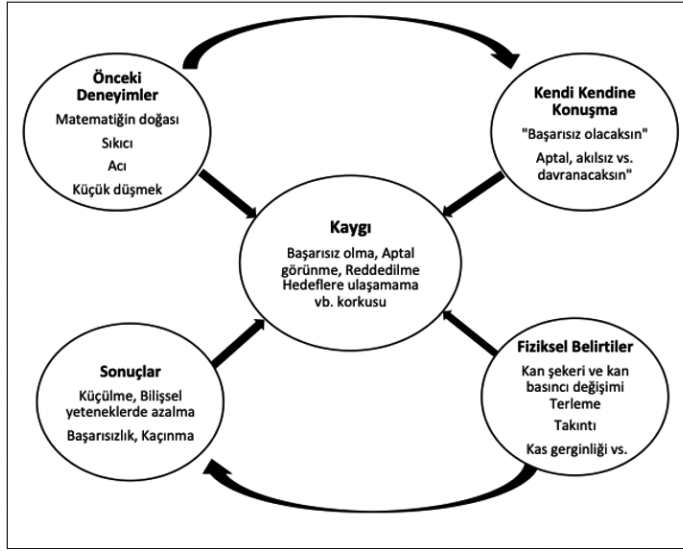 Önceki
Deneyimler
Matematiğin doğası
Sıkıcı
Acı
Küçük düşmek
Kendi Kendine
Konuşma
"Başarısız olacaksın"
Aptal, akılsız vs.
davranacaksın"
Kaygı
Başarısız olma, Aptal
görünme, Reddedilme
Hedeflere ulaşamama
vb. korkusu
Sonuçlar
Küçülme, Bilişsel
yeteneklerde azalma
Başarısızlık, Kaçınma
Fiziksel Belirtiler
Kan şekeri ve kan
basıncı değişimi
Terleme
Takıntı
Kas gerginliği vs.